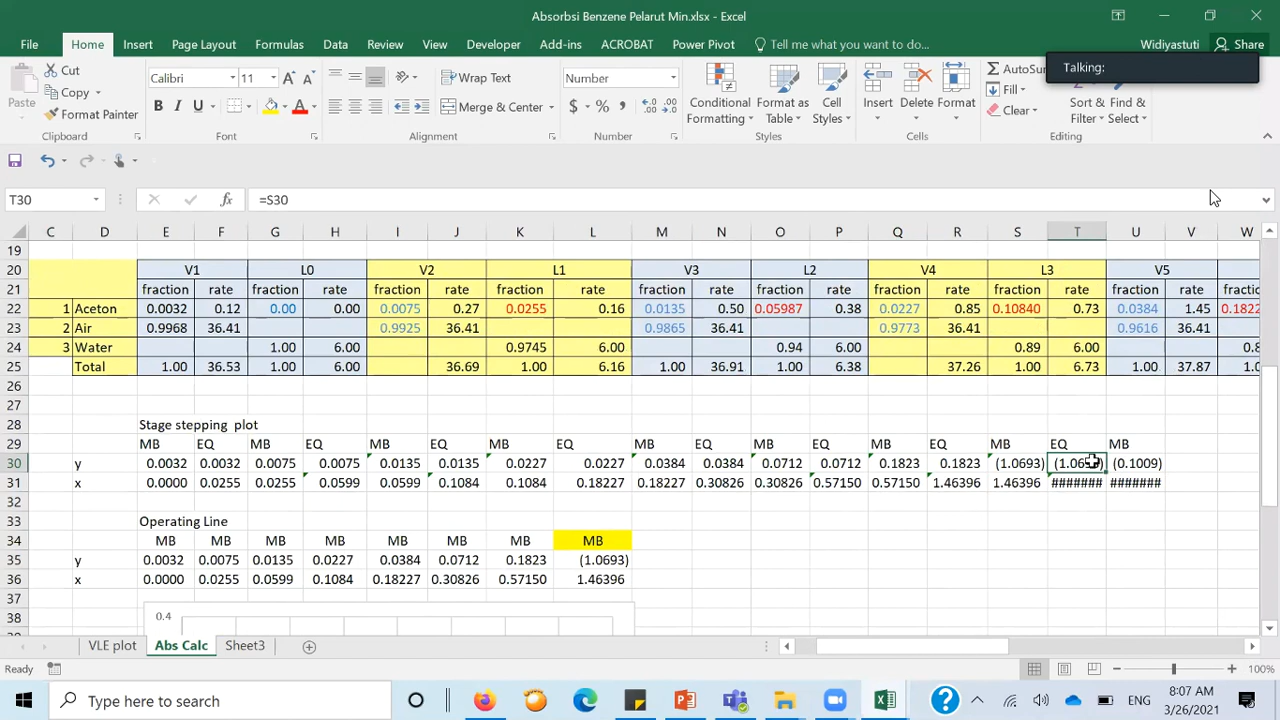 Absorbsi Benzene Pelarut Min.xlsx - Excel
File Home Insert Page Layout Formulas Data Review View Developer Add-ins ACROBAT Power Pivot Tell me what you want to do... Widiyastuti Share
Talking:
Paste Cut Copy Format Painter Clipboard
Calibri 11 A A B I U A Font
Wrap Text Merge & Center Alignment
Number $ % , Number
Conditional Formatting Format as Table Cell Styles Styles
Insert Delete Format Cells
AutoSum Fill Clear Sort & Filter Find & Select Editing
T30 fx =S30
C D E F G H I J K L M N O P Q R S T U V W
19
20 V1 L0 V2 L1 V3 L2 V4 L3 V5
21 fraction rate fraction rate fraction rate fraction rate fraction rate fraction rate fraction rate fraction rate fraction rate fraction
22 1 Aceton 0.0032 0.12 0.00 0.00 0.0075 0.27 0.0255 0.16 0.0135 0.50 0.05987 0.38 0.0227 0.85 0.10840 0.73 0.0384 1.45 0.1822
23 2 Air 0.9968 36.41 0.9925 36.41 0.9865 36.41 0.9773 36.41 0.9616 36.41
24 3 Water 1.00 6.00 0.9745 6.00 0.94 6.00 0.89 6.00 0.8
25 Total 1.00 36.53 1.00 6.00 36.69 1.00 6.16 1.00 36.91 1.00 6.38 37.26 1.00 6.73 1.00 37.87 1.0
26
27
28 Stage stepping plot
29 MB EQ MB EQ MB EQ MB EQ MB EQ MB EQ MB EQ MB EQ MB
30 y 0.0032 0.0032 0.0075 0.0075 0.0135 0.0135 0.0227 0.0227 0.0384 0.0384 0.0712 0.0712 0.1823 0.1823 (1.0693) (0.1009)
31 x 0.0000 0.0255 0.0255 0.0599 0.0599 0.1084 0.1084 0.18227 0.18227 0.30826 0.30826 0.57150 0.57150 1.46396 1.46396 ####### #######
32
33 Operating Line
34 MB MB MB MB MB MB MB MB
35 y 0.0032 0.0075 0.0135 0.0227 0.0384 0.0712 0.1823 (1.0693)
36 x 0.0000 0.0255 0.0599 0.1084 0.18227 0.30826 0.57150 1.46396
37
38 0.4
VLE plot Abs Calc Sheet3
Ready 100%
Type here to search
ENG 8:07 AM
3/26/2021